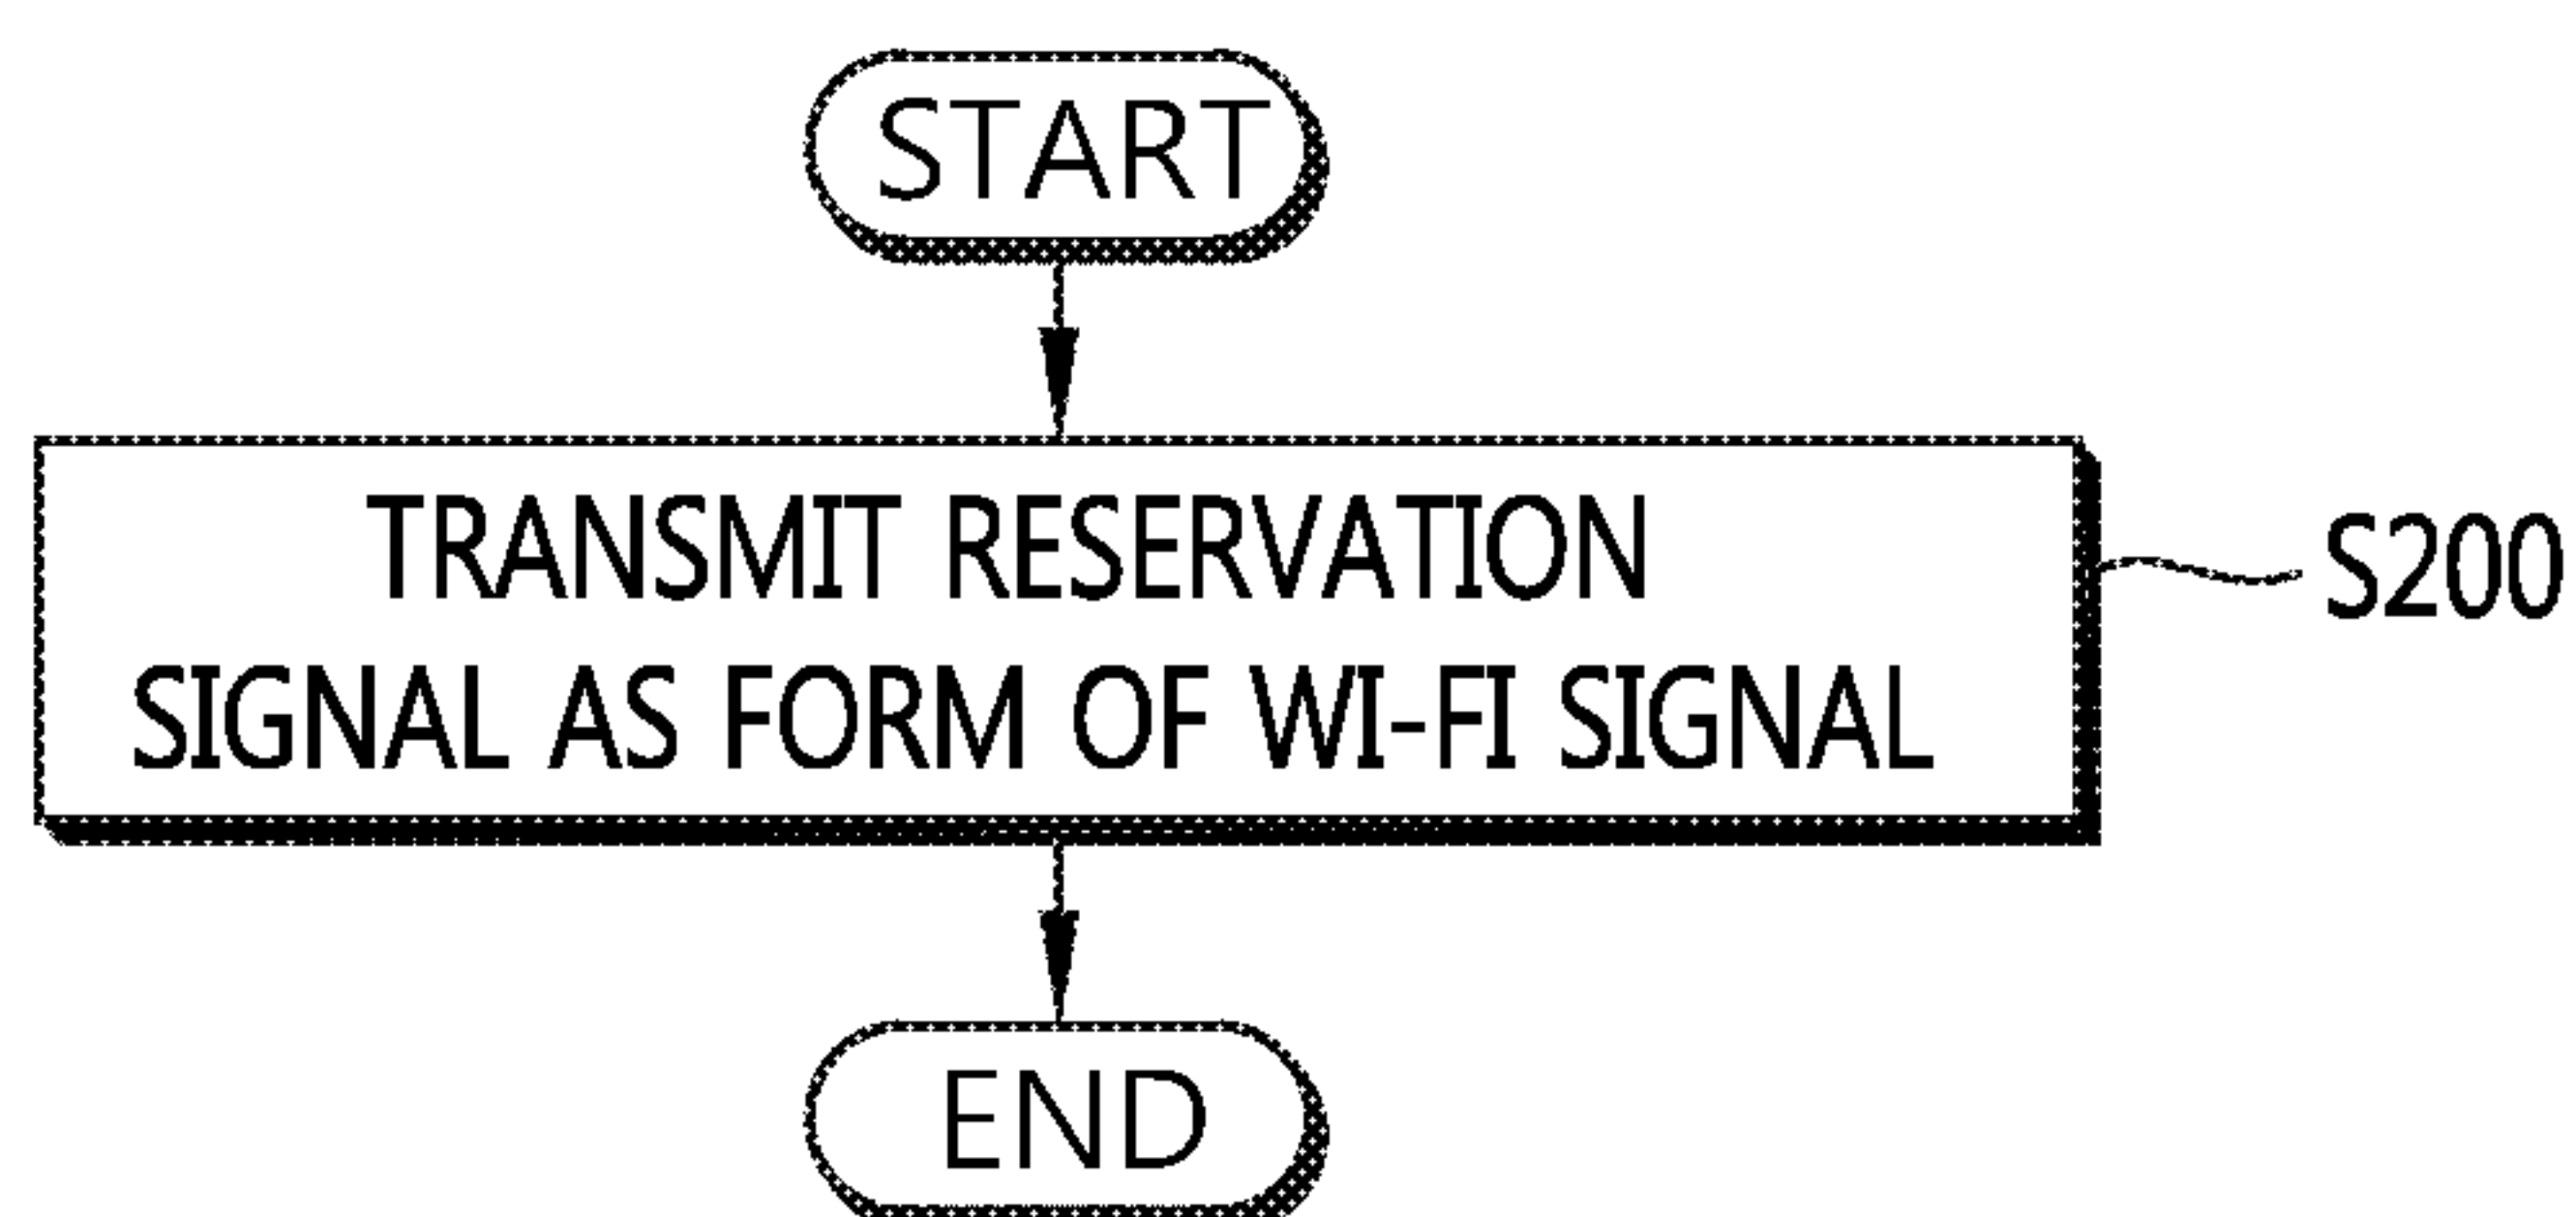 START
TRANSMIT RESERVATION
SIGNAL AS FORM OF WI-FI SIGNAL
S200
END